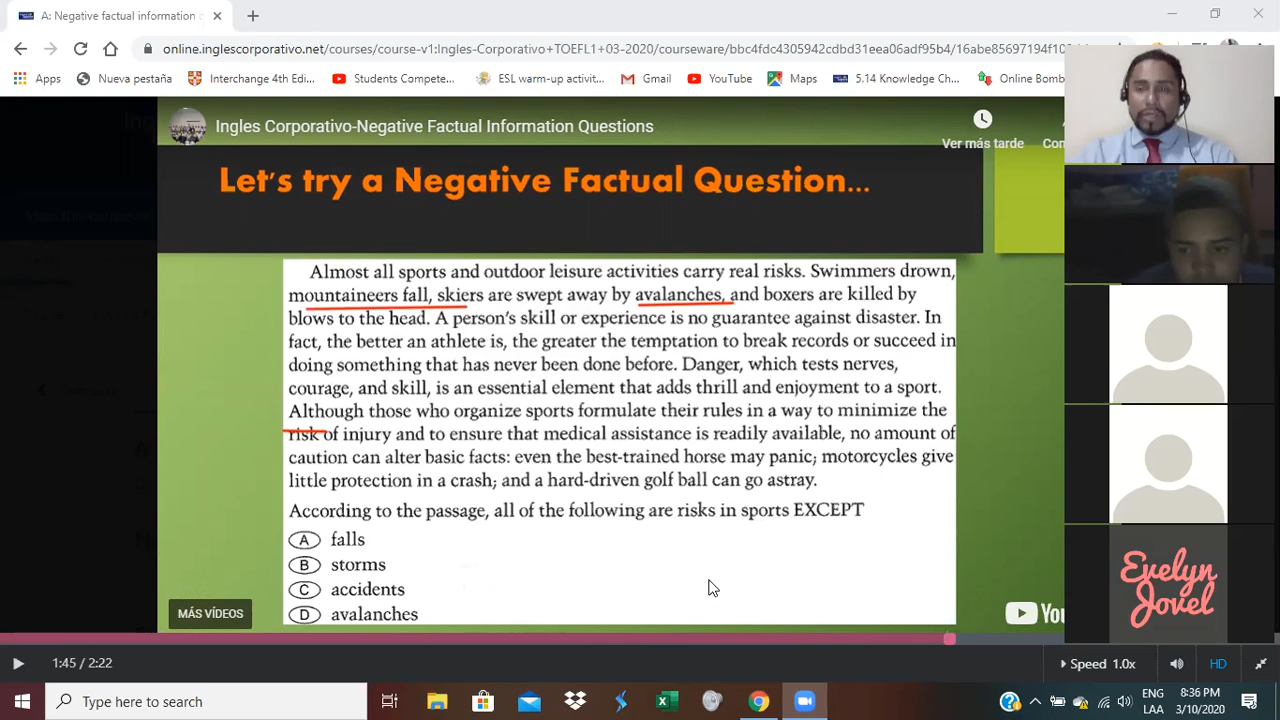 A: Negative factual information
online.inglescorporativo.net/courses/course-v1:Ingles-Corporativo+TOEFL1+03-2020/courseware/bbc4fdc4305942cdbd31eea06adf95b4/16abe85697194f10
Apps
Nueva pestaña
Interchange 4th Edi...
Students Compete...
ESL warm-up activit...
Gmail
YouTube
Maps
5.14 Knowledge Ch...
Online Bomb
Ingles Corporativo-Negative Factual Information Questions
Ver más tarde
Let's try a Negative Factual Question...
Almost all sports and outdoor leisure activities carry real risks. Swimmers drown,
mountaineers fall, skiers are swept away by avalanches, and boxers are killed by
blows to the head. A person's skill or experience is no guarantee against disaster. In
fact, the better an athlete is, the greater the temptation to break records or succeed in
doing something that has never been done before. Danger, which tests nerves,
courage, and skill, is an essential element that adds thrill and enjoyment to a sport.
Although those who organize sports formulate their rules in a way to minimize the
risk of injury and to ensure that medical assistance is readily available, no amount of
caution can alter basic facts: even the best-trained horse may panic; motorcycles give
little protection in a crash; and a hard-driven golf ball can go astray.
According to the passage, all of the following are risks in sports EXCEPT
A falls
B storms
C accidents
D avalanches
MÁS VÍDEOS
Evelyn
Jovel
1:45 / 2:22
Speed 1.0x
HD
Type here to search
ENG
LAA
8:36 PM
3/10/2020